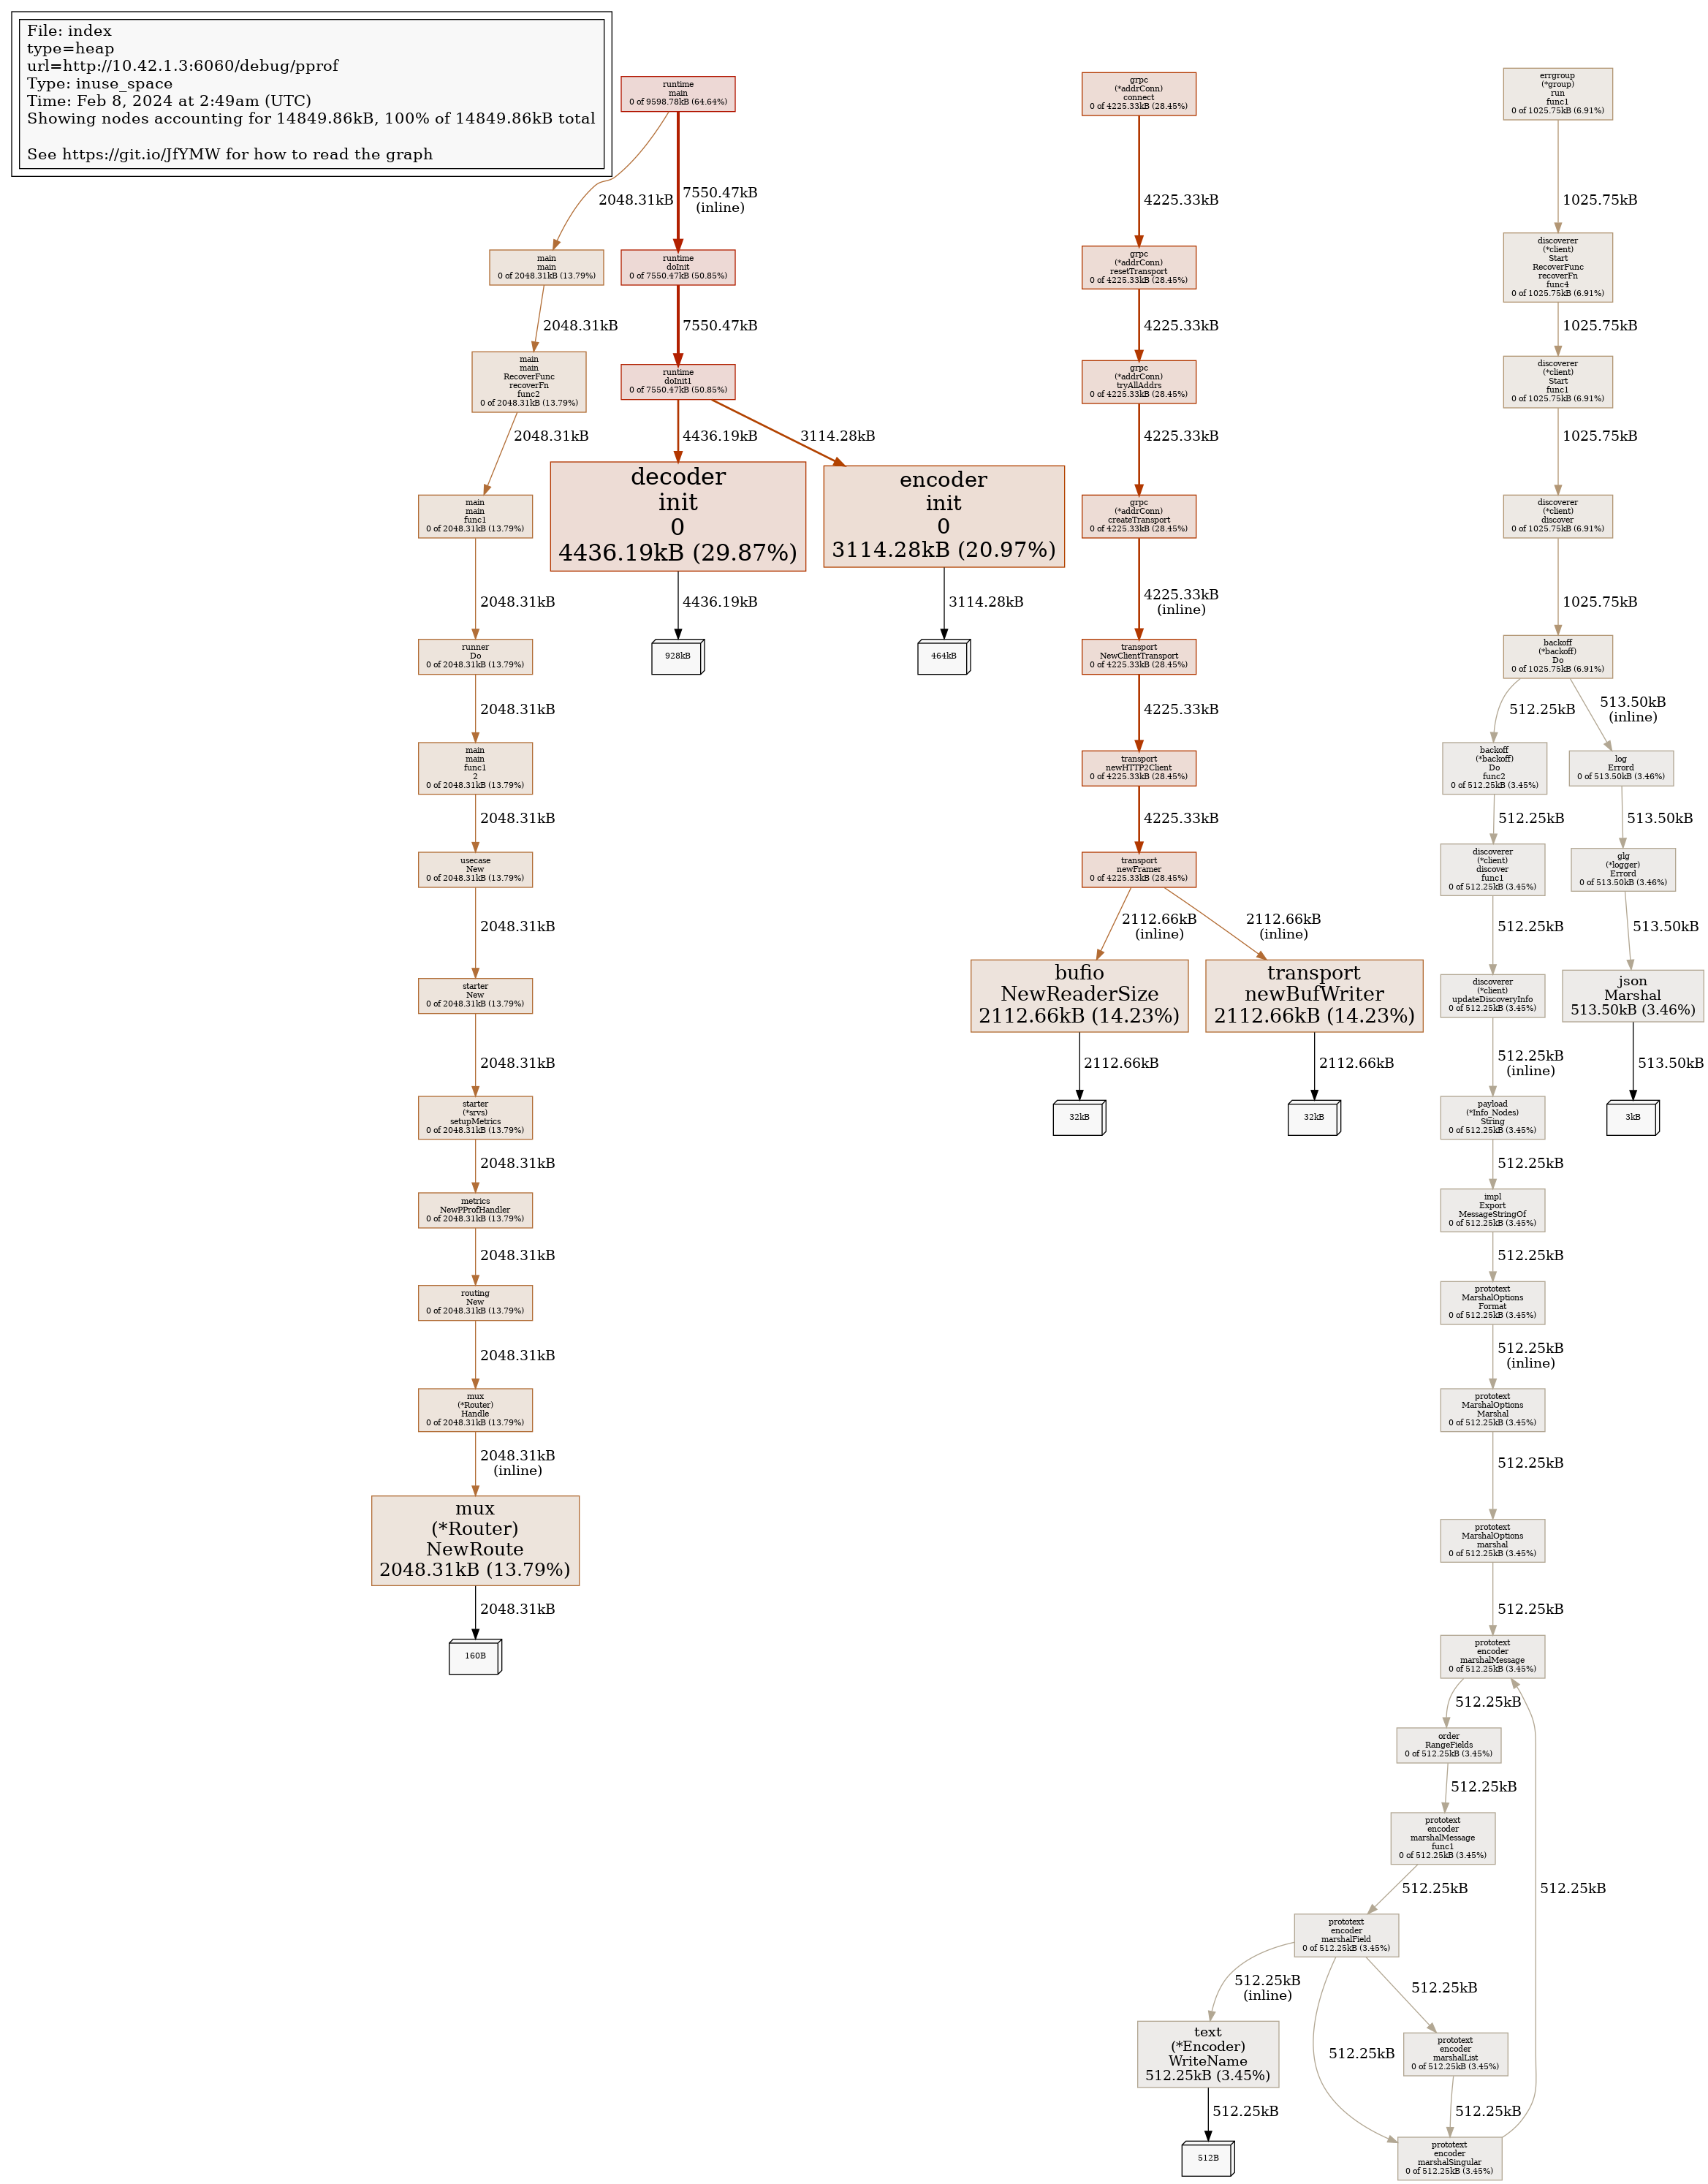 File: index
type=heap
url=http://10.42.1.3:6060/debug/pprof
Type: inuse_space
Time: Feb 8, 2024 at 2:49am (UTC)
Showing nodes accounting for 14849.86kB, 100% of 14849.86kB total
See https://git.io/JfYMW for how to read the graph
runtime
main
0 of 9598.78kB (64.64%)
2048.31kB
7550.47kB
(inline)
main
main
0 of 2048.31kB (13.79%)
runtime
doInit
0 of 7550.47kB (50.85%)
2048.31kB
7550.47kB
main
main
RecoverFunc
recoverFn
func2
0 of 2048.31kB (13.79%)
runtime
doInit1
0 of 7550.47kB (50.85%)
2048.31kB
4436.19kB
3114.28kB
main
main
func1
0 of 2048.31kB (13.79%)
decoder
init
0
4436.19kB (29.87%)
encoder
init
0
3114.28kB (20.97%)
2048.31kB
4436.19kB
3114.28kB
928kB
464kB
runner
Do
0 of 2048.31kB (13.79%)
2048.31kB
main
main
func1
2
0 of 2048.31kB (13.79%)
2048.31kB
usecase
New
0 of 2048.31kB (13.79%)
2048.31kB
starter
New
0 of 2048.31kB (13.79%)
2048.31kB
starter
(*srvs)
setupMetrics
0 of 2048.31kB (13.79%)
2048.31kB
metrics
NewPProfHandler
0 of 2048.31kB (13.79%)
2048.31kB
routing
New
0 of 2048.31kB (13.79%)
2048.31kB
mux
(*Router)
Handle
0 of 2048.31kB (13.79%)
2048.31kB
(inline)
mux
(*Router)
NewRoute
2048.31kB (13.79%)
2048.31kB
160B
grpc
(*addrConn)
connect
0 of 4225.33kB (28.45%)
4225.33kB
grpc
(*addrConn)
resetTransport
0 of 4225.33kB (28.45%)
4225.33kB
grpc
(*addrConn)
tryAllAddrs
0 of 4225.33kB (28.45%)
4225.33kB
grpc
(*addrConn)
createTransport
0 of 4225.33kB (28.45%)
4225.33kB
(inline)
transport
NewClientTransport
0 of 4225.33kB (28.45%)
4225.33kB
transport
newHTTP2Client
0 of 4225.33kB (28.45%)
4225.33kB
transport
newFramer
0 of 4225.33kB (28.45%)
2112.66kB
(inline)
2112.66kB
(inline)
bufio
NewReaderSize
2112.66kB (14.23%)
transport
newBufWriter
2112.66kB (14.23%)
2112.66kB
2112.66kB
32kB
32kB
errgroup
(*group)
run
func1
0 of 1025.75kB (6.91%)
1025.75kB
discoverer
(*client)
Start
RecoverFunc
recoverFn
func4
0 of 1025.75kB (6.91%)
1025.75kB
discoverer
(*client)
Start
func1
0 of 1025.75kB (6.91%)
1025.75kB
discoverer
(*client)
discover
0 of 1025.75kB (6.91%)
1025.75kB
backoff
(*backoff)
Do
0 of 1025.75kB (6.91%)
512.25kB
513.50kB
(inline)
backoff
(*backoff)
Do
func2
0 of 512.25kB (3.45%)
log
Errord
0 of 513.50kB (3.46%)
512.25kB
513.50kB
discoverer
(*client)
discover
func1
0 of 512.25kB (3.45%)
glg
(*logger)
Errord
0 of 513.50kB (3.46%)
512.25kB
513.50kB
discoverer
(*client)
updateDiscoveryInfo
0 of 512.25kB (3.45%)
json
Marshal
513.50kB (3.46%)
512.25kB
(inline)
513.50kB
3kB
payload
(*Info_Nodes)
String
0 of 512.25kB (3.45%)
512.25kB
impl
Export
MessageStringOf
0 of 512.25kB (3.45%)
512.25kB
prototext
MarshalOptions
Format
0 of 512.25kB (3.45%)
512.25kB
(inline)
prototext
MarshalOptions
Marshal
0 of 512.25kB (3.45%)
512.25kB
prototext
MarshalOptions
marshal
0 of 512.25kB (3.45%)
512.25kB
prototext
encoder
marshalMessage
0 of 512.25kB (3.45%)
512.25kB
order
RangeFields
0 of 512.25kB (3.45%)
512.25kB
prototext
encoder
marshalMessage
func1
0 of 512.25kB (3.45%)
512.25kB
512.25kB
prototext
encoder
marshalField
0 of 512.25kB (3.45%)
512.25kB
(inline)
512.25kB
512.25kB
text
(*Encoder)
WriteName
512.25kB (3.45%)
prototext
encoder
marshalList
0 of 512.25kB (3.45%)
512.25kB
512.25kB
512B
prototext
encoder
marshalSingular
0 of 512.25kB (3.45%)